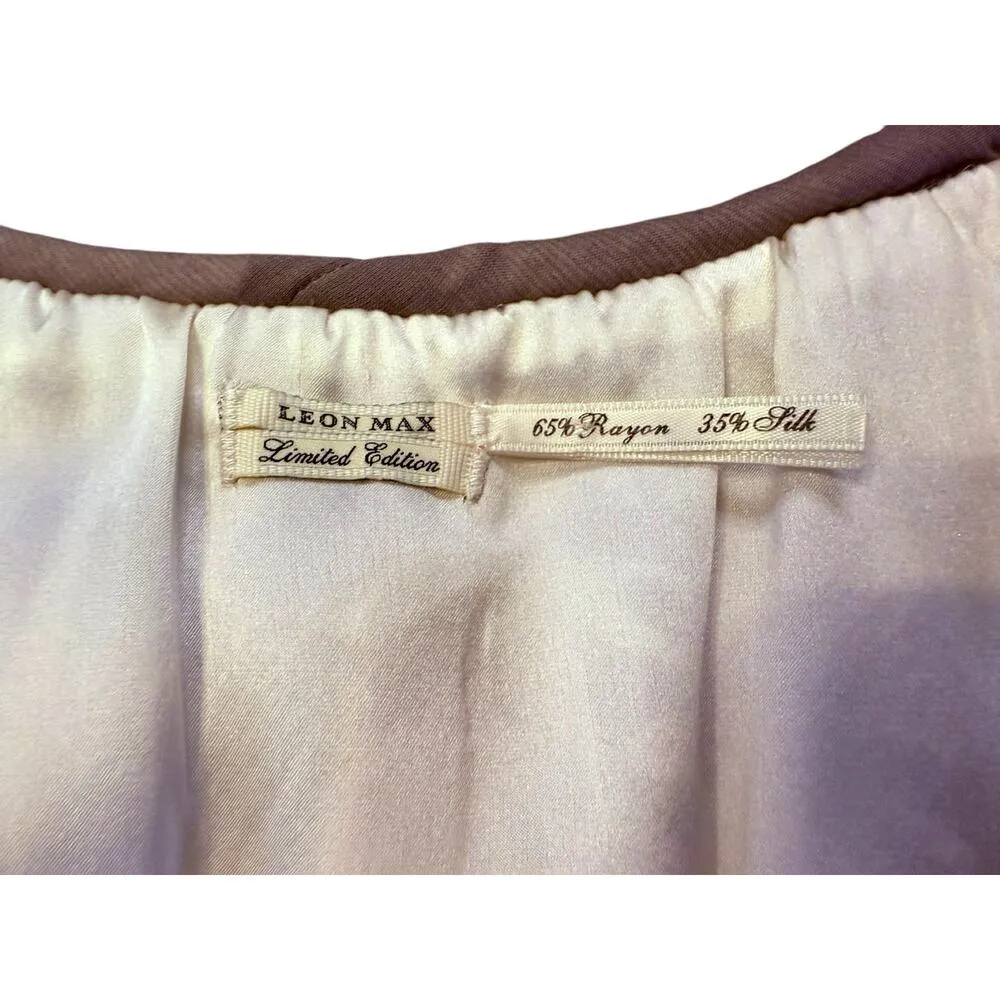 LEON MAX
Limited Edition
65% Rayon 35% Silk